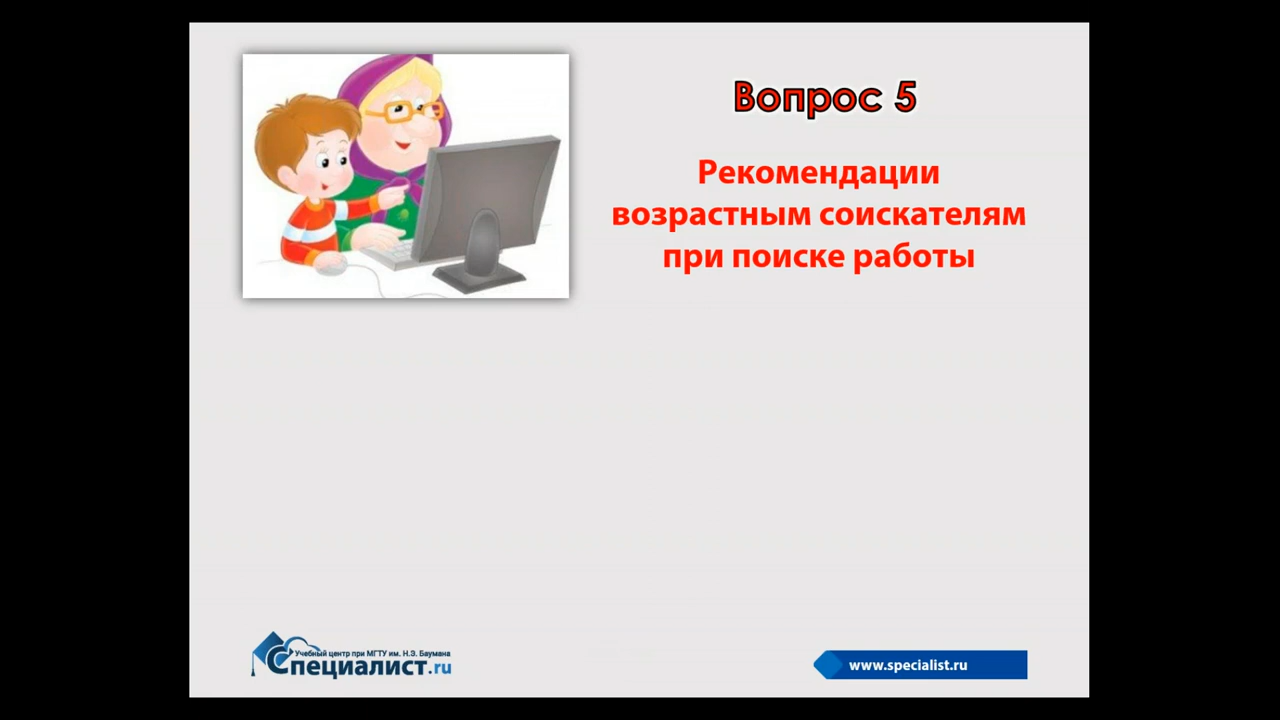 Вопрос 5
Рекомендации
возрастным соискателям
при поиске работы
Учебный центр при МГТУ им. Н.Э. Баумана
Специалист.ru
www.specialist.ru